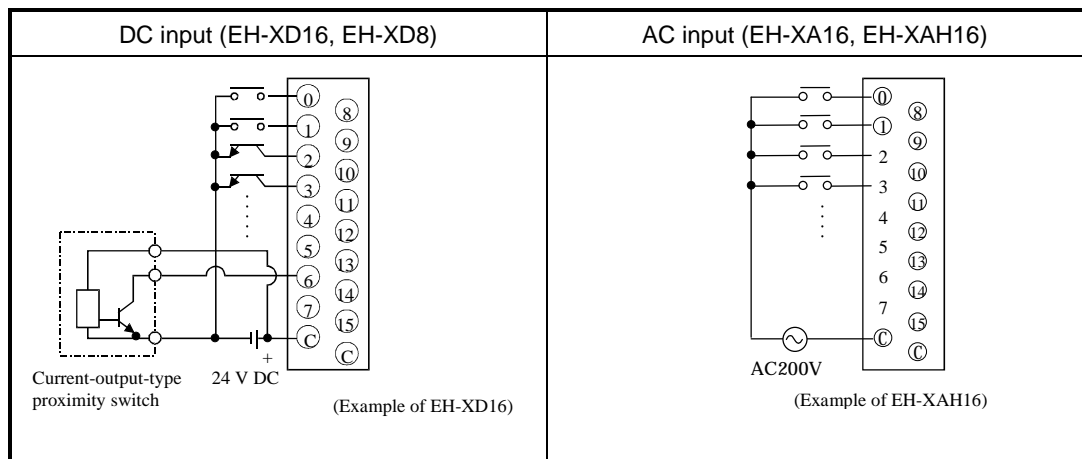 DC input (EH-XD16, EH-XD8)
AC input (EH-XA16, EH-XAH16)
0
1
2
3
4
5
6
7
C
8
9
10
11
12
13
14
15
C
+
24 V DC
Current-output-type
proximity switch
(Example of EH-XD16)
0
1
2
3
4
5
6
7
C
8
9
10
11
12
13
14
15
C
AC200V
(Example of EH-XAH16)